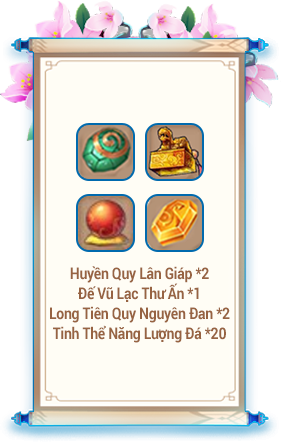 Huyền Quy Lân Giáp *2
Đế Vũ Lạc Thư Ấn *1
Long Tiên Quy Nguyên Đan *2
Tinh Thể Năng Lượng Đá *20